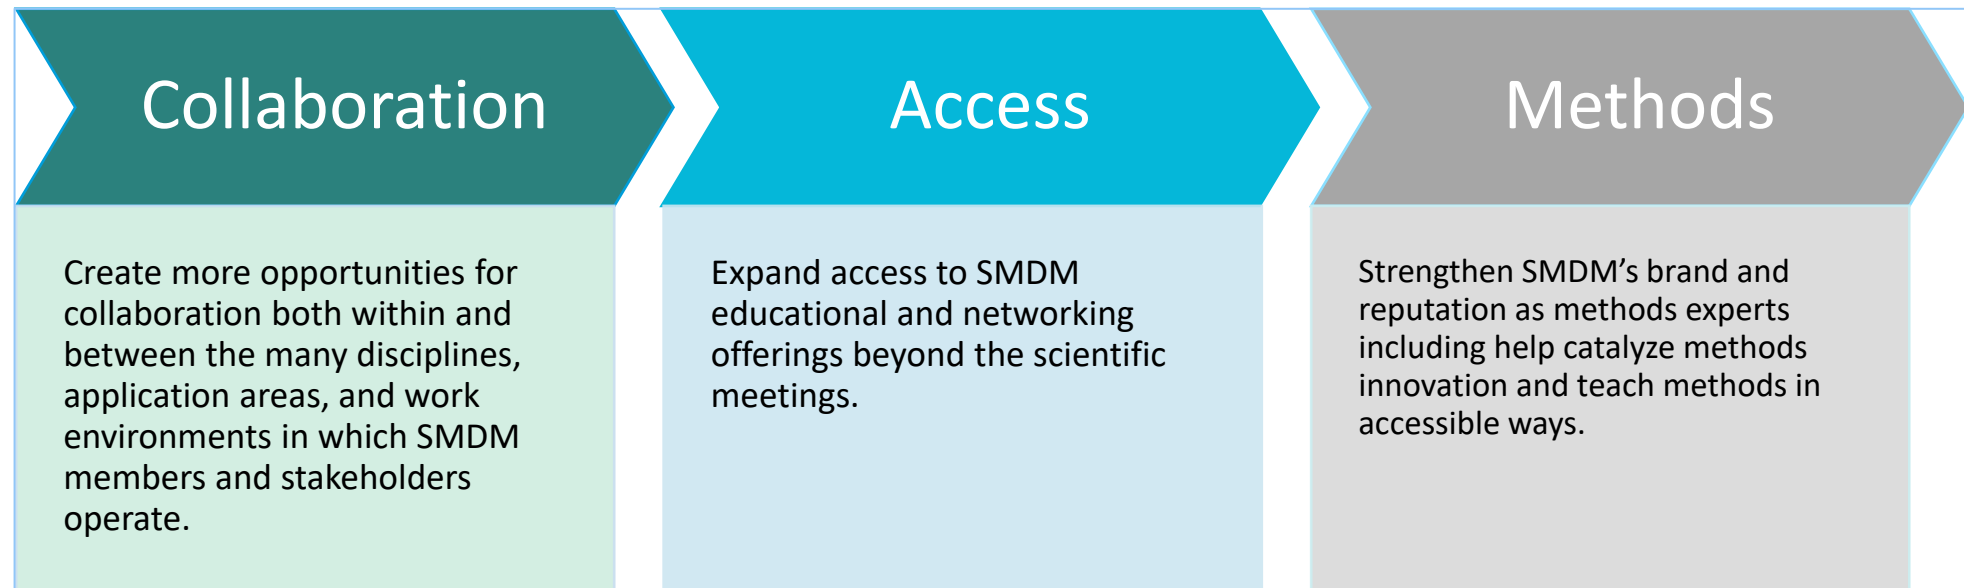 Collaboration
Create more opportunities for
collaboration both within and
between the many disciplines,
application areas, and work
environments in which SMDM
members and stakeholders
operate.
Access
Expand access to SMDM
educational and networking
offerings beyond the scientific
meetings.
Methods
Strengthen SMDM’s brand and
reputation as methods experts
including help catalyze methods
innovation and teach methods in
accessible ways.